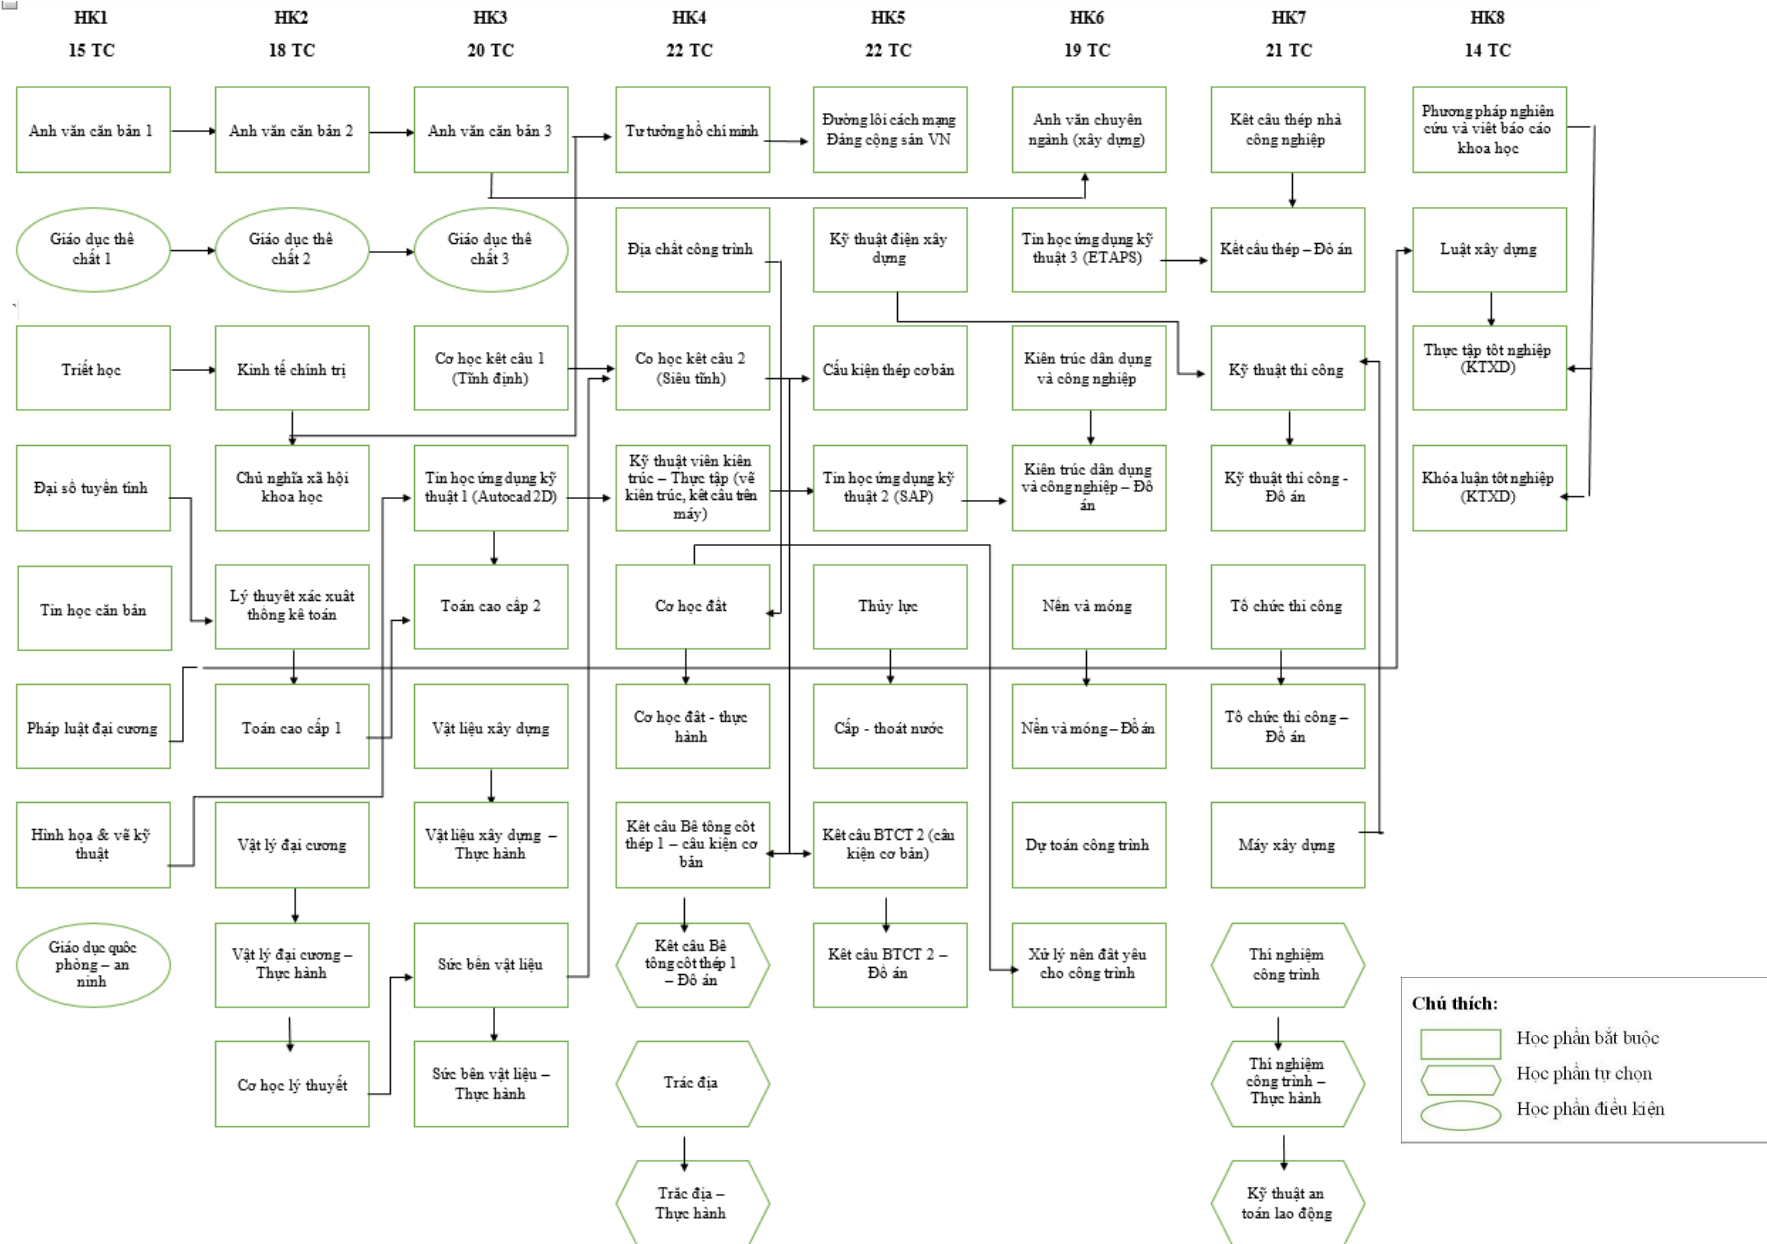 HK1
15 TC
HK2
18 TC
HK3
20 TC
HK4
22 TC
HK5
22 TC
HK6
19 TC
HK7
21 TC
HK8
14 TC
Anh văn căn bản 1
Anh văn căn bản 2
Anh văn căn bản 3
Tư tưởng hồ chí minh
Đường lối cách mạng
Đảng cộng sản VN
Anh văn chuyên
ngành (xây dựng)
Kết cấu thép nhà
công nghiệp
Phương pháp nghiên
cứu và viết báo cáo
khoa học
Giáo dục thể
chất 1
Giáo dục thể
chất 2
Giáo dục thể
chất 3
Địa chất công trình
Kỹ thuật điện xây
dựng
Tin học ứng dụng kỹ
thuật 3 (ETAPS)
Kết cấu thép – Đồ án
Luật xây dựng
Triết học
Kinh tế chính trị
Cơ học kết cấu 1
(Tĩnh định)
Cơ học kết cấu 2
(Siêu tĩnh)
Cấu kiện thép cơ bản
Kiến trúc dân dụng
và công nghiệp
Kỹ thuật thi công
Thực tập tốt nghiệp
(KTXD)
Đại số tuyến tính
Chủ nghĩa xã hội
khoa học
Tin học ứng dụng kỹ
thuật 1 (Autocad 2D)
Kỹ thuật viên kiến
trúc – Thực tập (vẽ
kiến trúc, kết cấu trên
máy)
Tin học ứng dụng kỹ
thuật 2 (SAP)
Kiến trúc dân dụng
và công nghiệp – Đồ
án
Kỹ thuật thi công -
Đồ án
Khóa luận tốt nghiệp
(KTXD)
Tin học căn bản
Lý thuyết xác xuất
thống kê toán
Toán cao cấp 2
Cơ học đất
Thủy lực
Nền và móng
Tổ chức thi công
Pháp luật đại cương
Toán cao cấp 1
Vật liệu xây dựng
Cơ học đất - thực
hành
Cấp - thoát nước
Nền và móng – Đồ án
Tổ chức thi công –
Đồ án
Hình họa & vẽ kỹ
thuật
Vật lý đại cương
Vật liệu xây dựng –
Thực hành
Kết cấu Bê tông cốt
thép 1 – cấu kiện cơ
bản
Kết cấu BTCT 2 (cấu
kiện cơ bản)
Dự toán công trình
Máy xây dựng
Giáo dục quốc
phòng – an
ninh
Vật lý đại cương –
Thực hành
Sức bền vật liệu
Kết cấu Bê
tông cốt thép 1
– Đồ án
Kết cấu BTCT 2 –
Đồ án
Xử lý nền đất yếu
cho công trình
Thí nghiệm
công trình
Cơ học lý thuyết
Sức bền vật liệu –
Thực hành
Trắc địa
Thí nghiệm
công trình –
Thực hành
Trắc địa –
Thực hành
Kỹ thuật an
toàn lao động
Chú thích:
Học phần bắt buộc
Học phần tự chọn
Học phần điều kiện